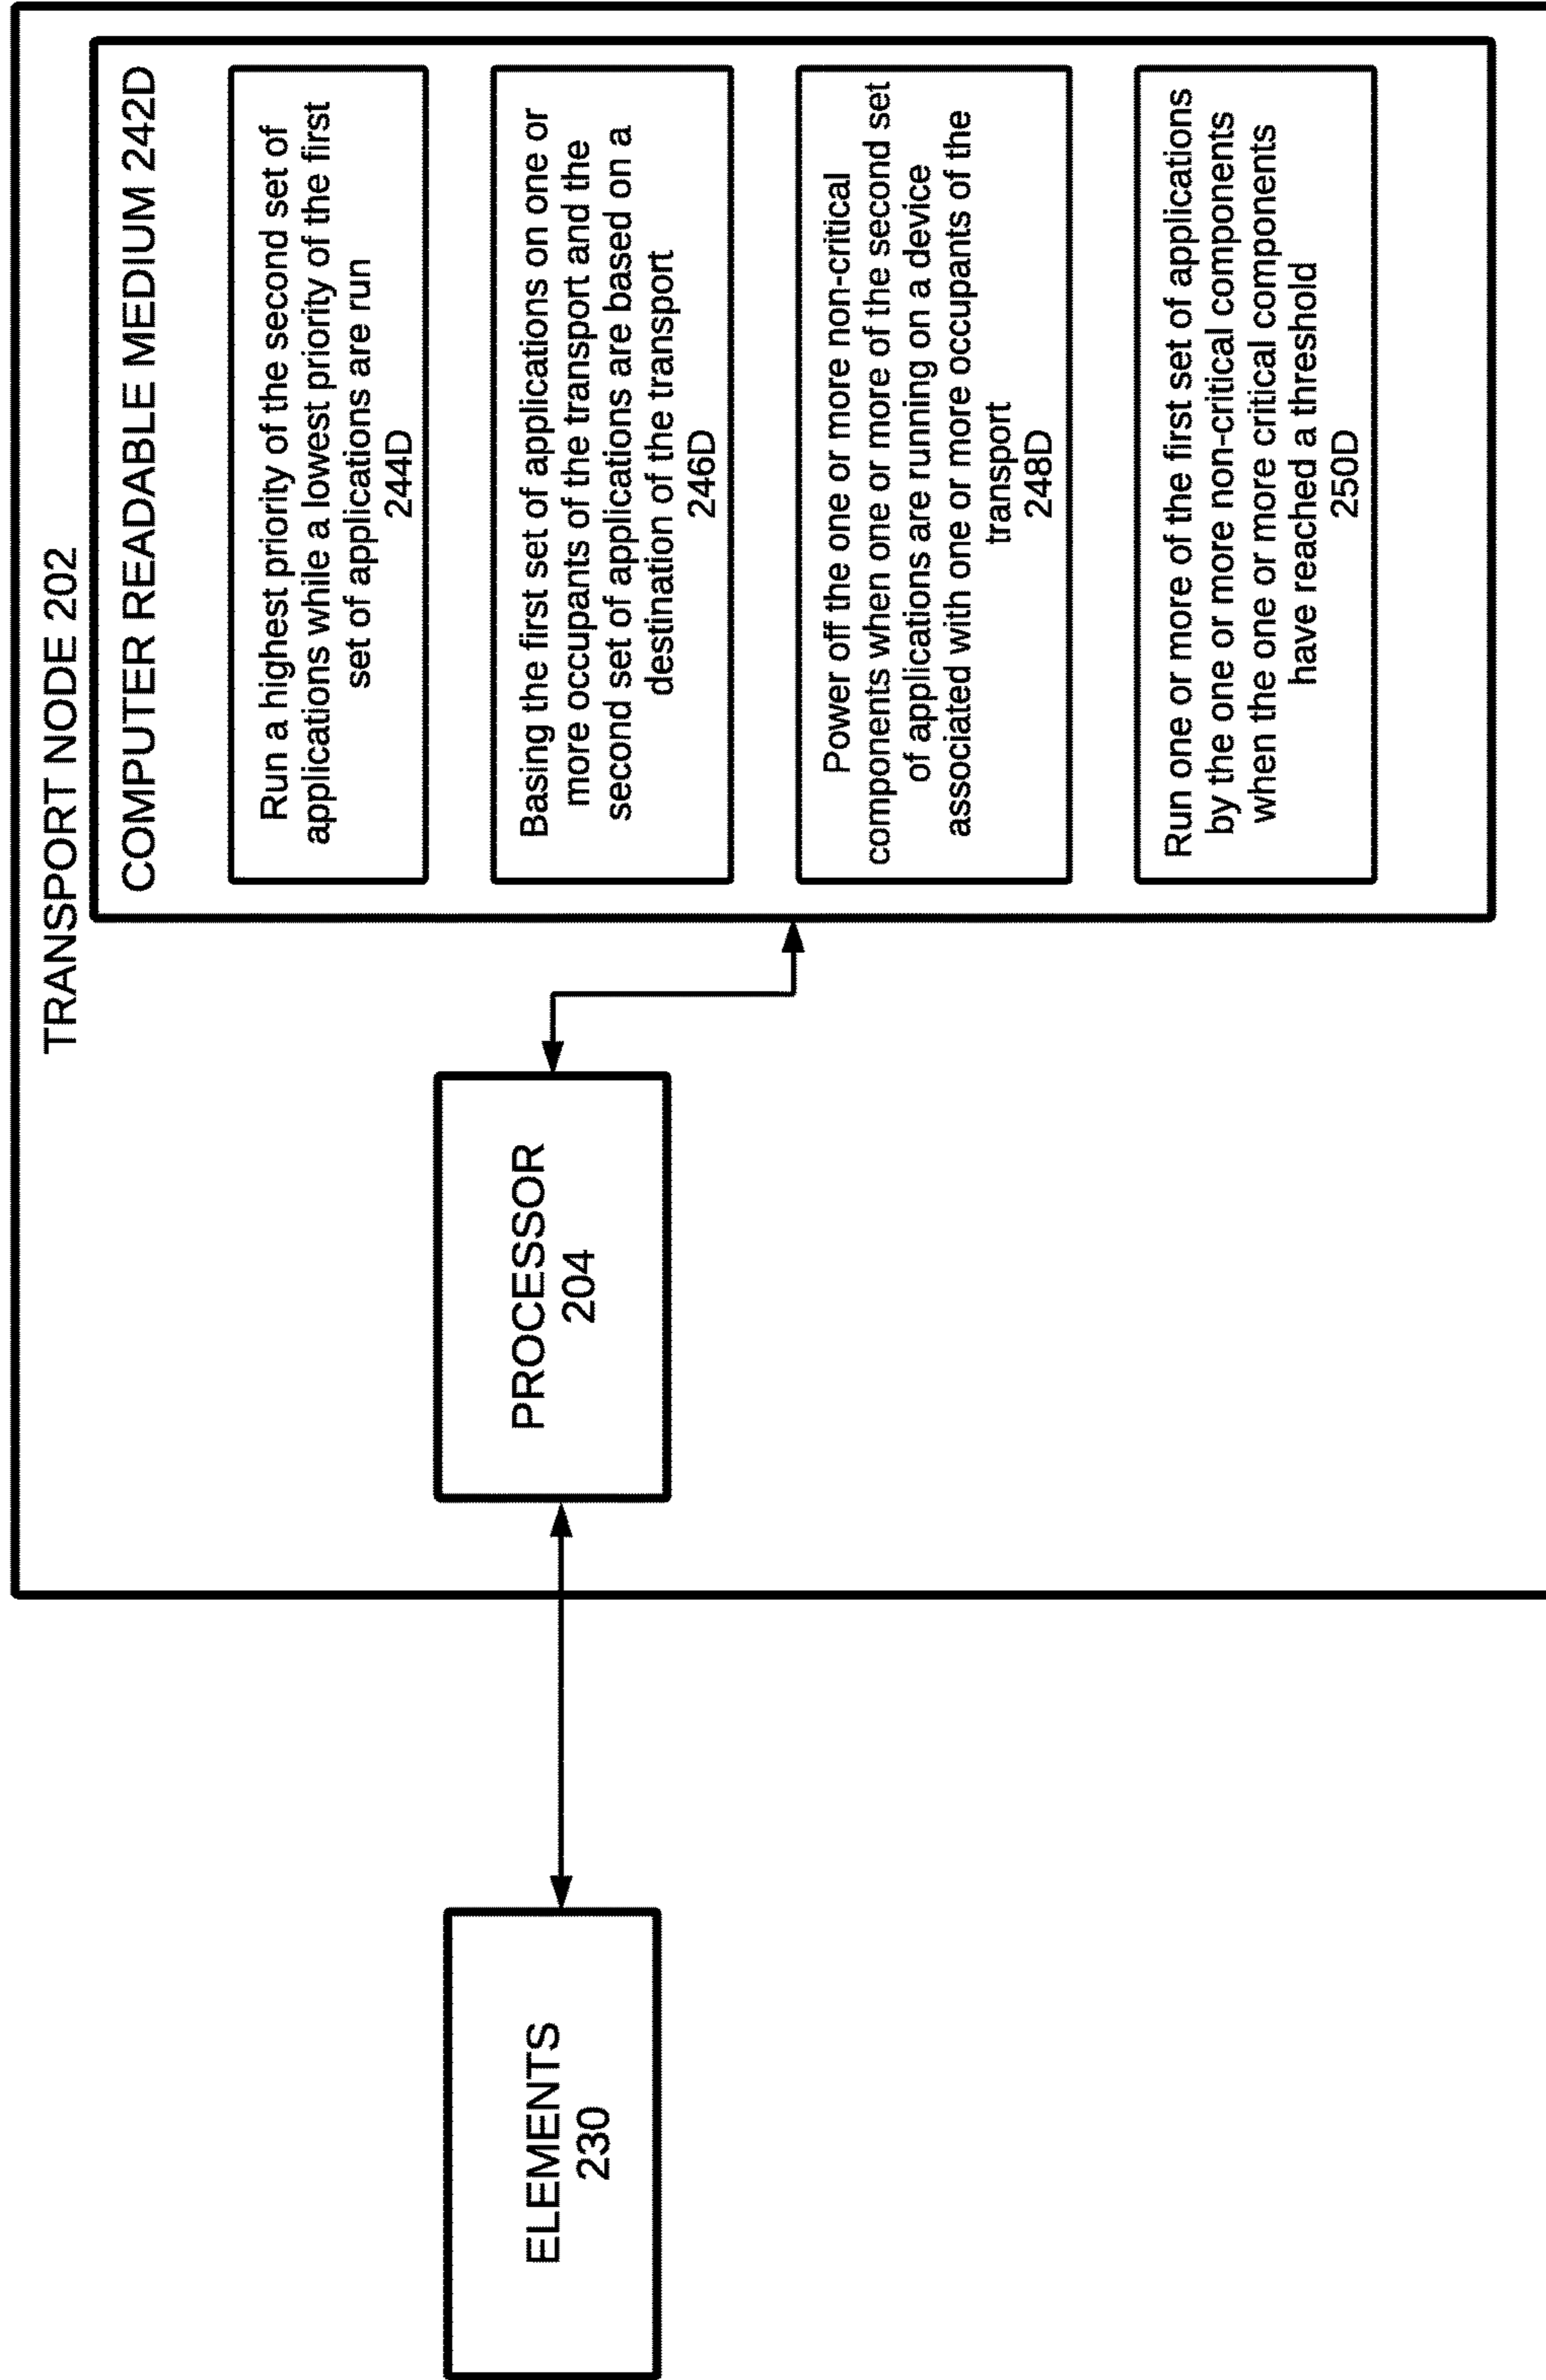 TRANSPORT NODE 202
ELEMENTS
230
PROCESSOR
204
COMPUTER READABLE MEDIUM 242D
Run a highest priority of the second set of
applications while a lowest priority of the first
set of applications are run
244D
Basing the first set of applications on one or
more occupants of the transport and the
second set of applications are based on a
destination of the transport
246D
Power off the one or more non-critical
components when one or more of the second set
of applications are running on a device
associated with one or more occupants of the
transport
248D
Run one or more of the first set of applications
by the one or more non-critical components
when the one or more critical components
have reached a threshold
250D